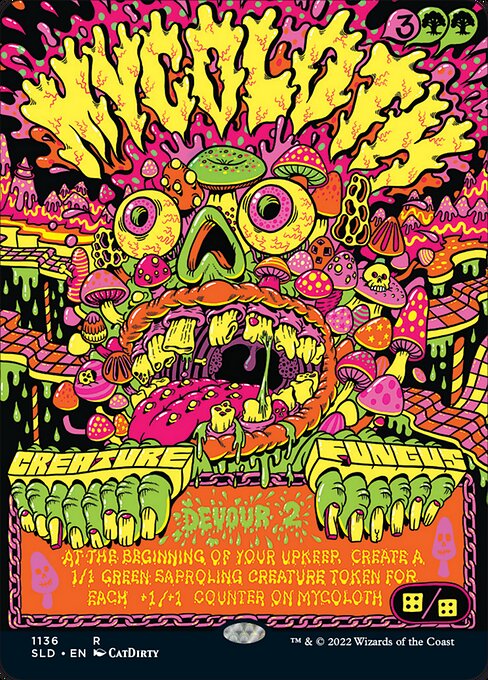 MYCOLOTH
3
CREATURE FUNGUS
DEVOUR 2
AT THE BEGINNING OF YOUR UPKEEP, CREATE A
1/1 GREEN SAPROLING CREATURE TOKEN FOR
EACH +1/+1 COUNTER ON MYCOLOTH
/
1136 R
SLD • EN CATDIRTY
™ & © 2022 Wizards of the Coast